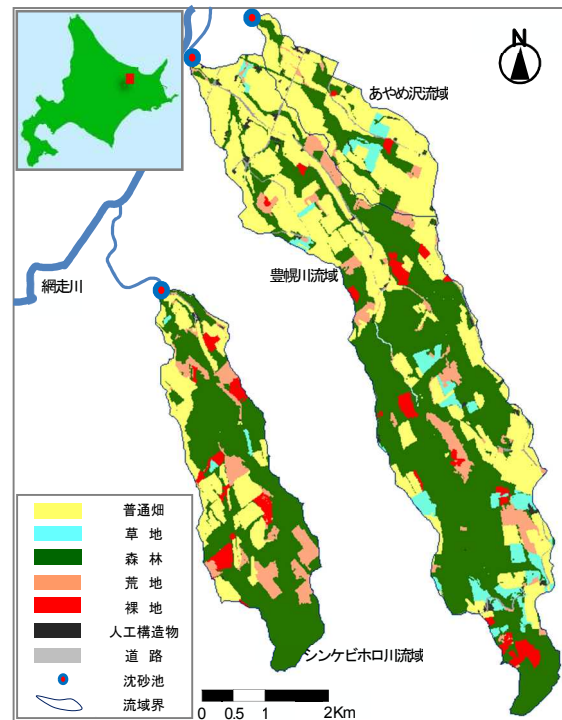 N
あやめ沢流域
豊幌川流域
網走川
普通畑
草 地
森 林
荒 地
裸 地
人工構造物
道 路
沈砂池
流域界
シンケビホロ川流域
0 0.5 1 2Km